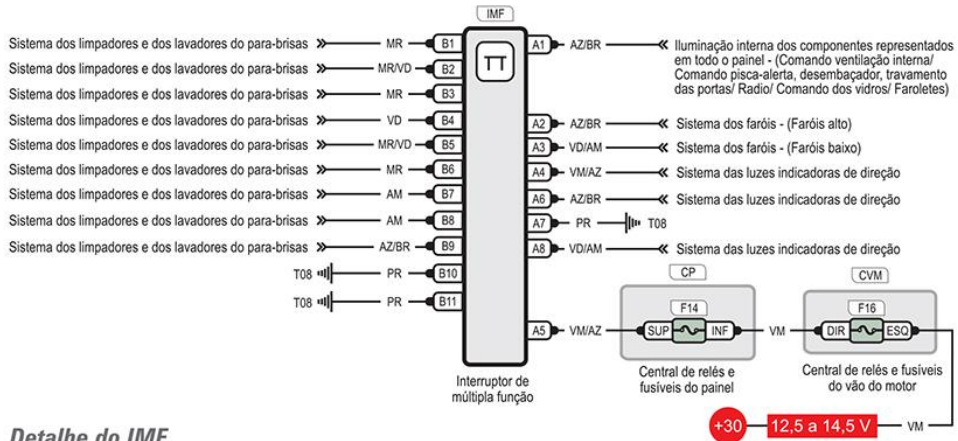 IMF
Sistema dos limpadores e dos lavadores do para-brisas MR B1
Sistema dos limpadores e dos lavadores do para-brisas MR/VD B2
Sistema dos limpadores e dos lavadores do para-brisas MR B3
Sistema dos limpadores e dos lavadores do para-brisas VD B4
Sistema dos limpadores e dos lavadores do para-brisas MR/VD B5
Sistema dos limpadores e dos lavadores do para-brisas MR B6
Sistema dos limpadores e dos lavadores do para-brisas AM B7
Sistema dos limpadores e dos lavadores do para-brisas AM B8
Sistema dos limpadores e dos lavadores do para-brisas AZ/BR B9
T08 PR B10
T08 PR B11
A1 AZ/BR Iluminação interna dos componentes representados
em todo o painel - (Comando ventilação interna/
Comando pisca-alerta, desembaçador, travamento
das portas/ Radio/ Comando dos vidros/ Faroletes)
A2 AZ/BR Sistema dos faróis - (Faróis alto)
A3 VD/AM Sistema dos faróis - (Faróis baixo)
A4 VM/AZ Sistema das luzes indicadoras de direção
A6 AZ/BR Sistema das luzes indicadoras de direção
A7 PR T08
A8 VD/AM Sistema das luzes indicadoras de direção
CP CVM
F14 F16
A5 VM/AZ SUP INF VM DIR ESQ
Interruptor de
múltipla função
Central de relés e
fusíveis do painel
Central de relés e fusíveis
do vão do motor
+30 12,5 a 14,5 V VM
Detalhe do IMF